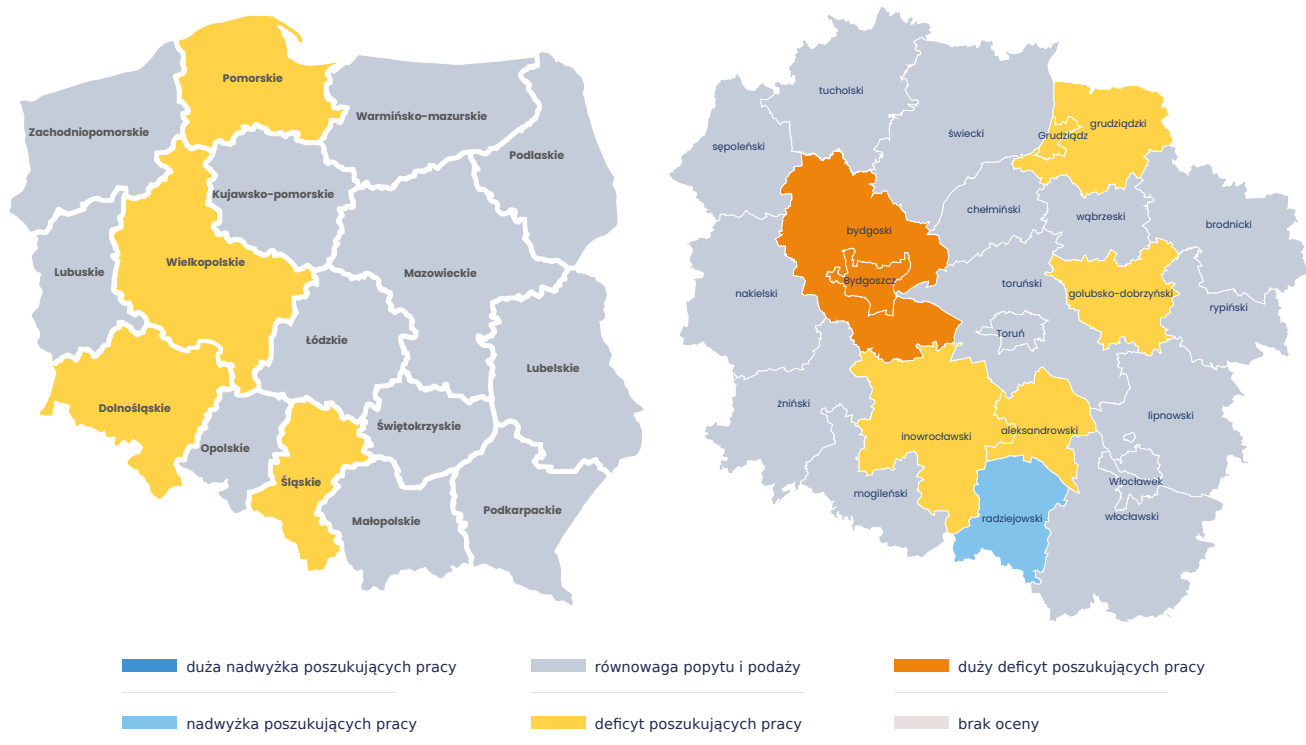 Pomorskie
Warmińsko-mazurskie
Zachodniopomorskie
Podlaskie
Kujawsko-pomorskie
Wielkopolskie
Lubuskie
Mazowieckie
Łódzkie
Lubelskie
Dolnośląskie
Świętokrzyskie
Opolskie
Śląskie
Podkarpackie
Małopolskie
tucholski
grudziądzki
świecki
Grudziądz
sępoleński
chełmiński
wąbrzeski
brodnicki
bydgoski
Bydgoszcz
toruński
nakielski
golubsko-dobrzyński
rypiński
Toruń
żniński
lipnowski
aleksandrowski
inowrocławski
Włocławek
mogileński
włocławski
radziejowski
duża nadwyżka poszukujących pracy
równowaga popytu i podaży
duży deficyt poszukujących pracy
nadwyżka poszukujących pracy
deficyt poszukujących pracy
brak oceny